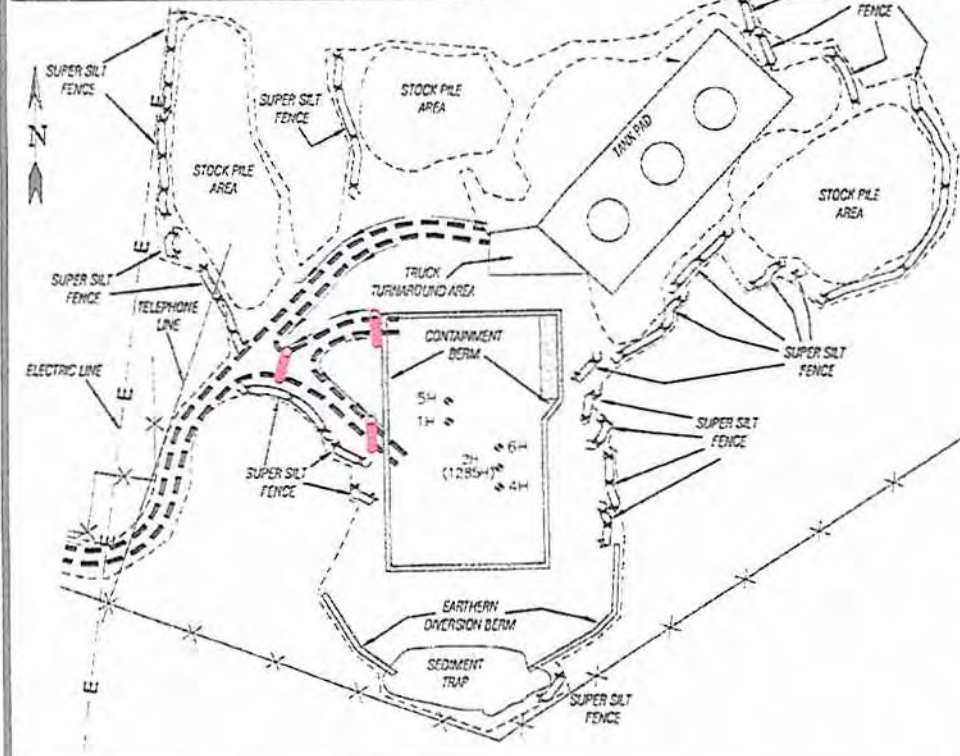 FENCE
SUPER SILT
FENCE
SUPER SILT
FENCE
STOCK PILE
AREA
TANK PAD
N
E
STOCK PILE
AREA
STOCK PILE
AREA
E
SUPER SILT
FENCE
TELEPHONE
LINE
TRUCK
TURNAROUND AREA
CONTAINMENT
BERM
SUPER SILT
FENCE
ELECTRIC LINE
E
5H
1H
6H
2H
(1285H)
4H
SUPER SILT
FENCE
SUPER SILT
FENCE
E
EARTHERN
DIVERSION BERM
SEDIMENT
TRAP
E
SUPER SILT
FENCE